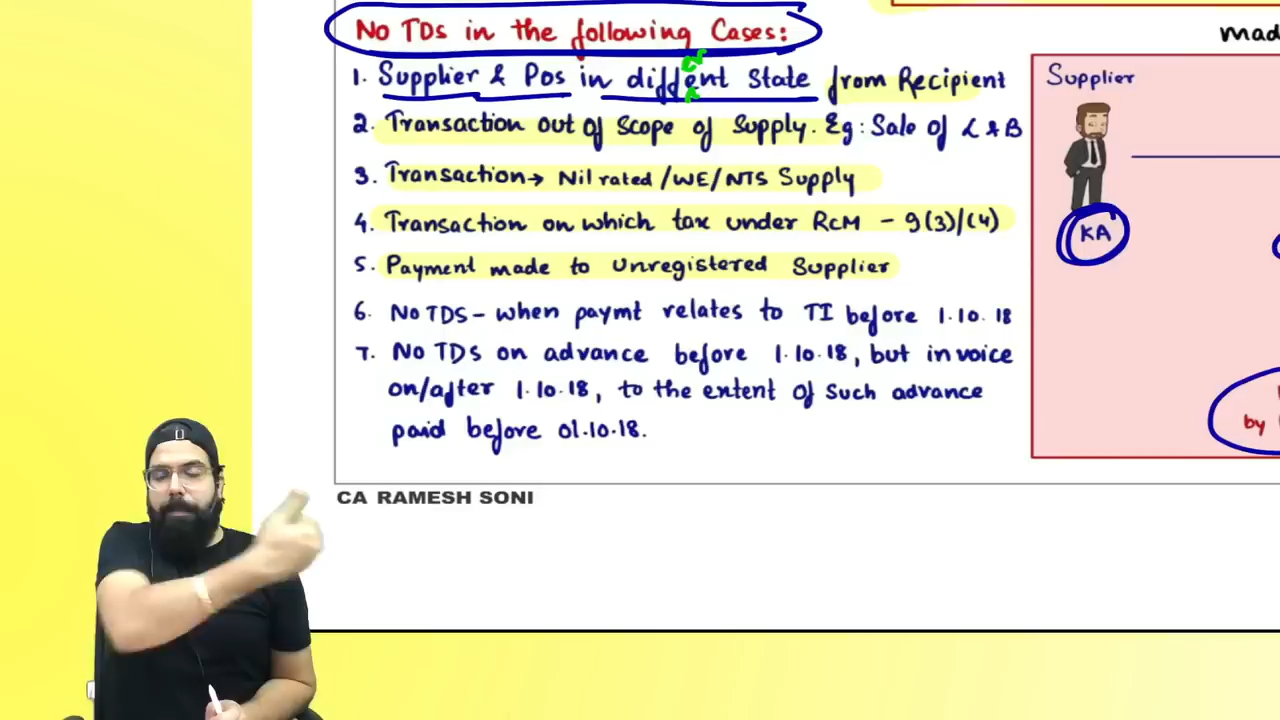 No TDs in the following Cases:
1. Supplier & Pos in different State from Recipient
2. Transaction out of scope of supply. Eg: Sale of L & B
3. Transaction → Nil rated/WE/NTS Supply
4. Transaction on which tax under RCM - 9(3)/(4)
5. Payment made to Unregistered Supplier
6. No TDS - when paymt relates to TI before 1.10.18
7. No TDS on advance before 1.10.18, but invoice
on/after 1.10.18, to the extent of Such advance
paid before 01.10.18.
CA RAMESH SONI
mad
Supplier
KA
by